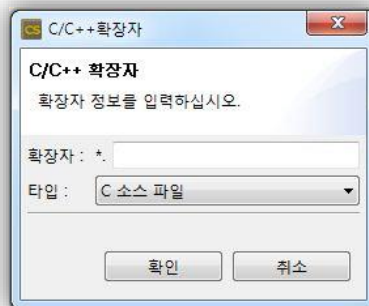 CS C/C++확장자
C/C++ 확장자
확장자 정보를 입력하십시오.
확장자 : *.
타입 : C 소스 파일
확인 취소